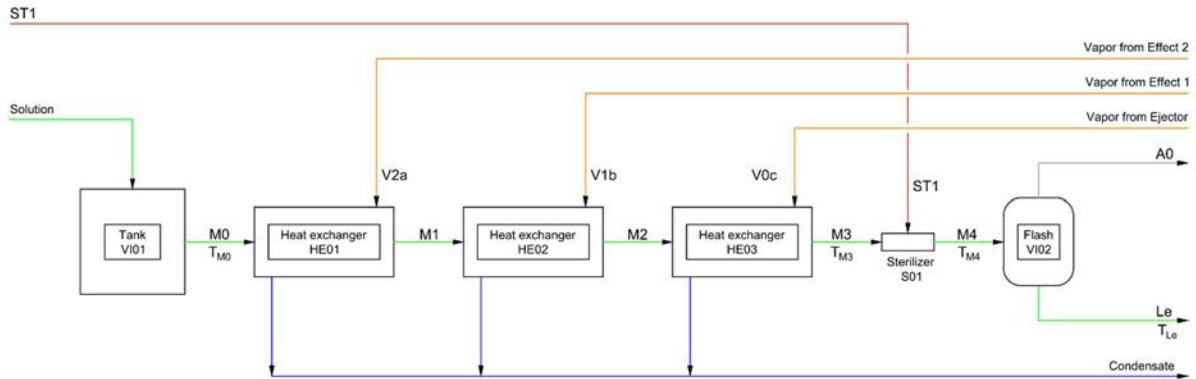 ST1
Vapor from Effect 2
Vapor from Effect 1
Solution
Vapor from Ejector
A0
V2a
V1b
V0c
ST1
Tank
VI01
M0
TM0
Heat exchanger
HE01
M1
Heat exchanger
HE02
M2
Heat exchanger
HE03
M3
TM3
Sterilizer
S01
M4
TM4
Flash
VI02
Le
TLe
Condensate